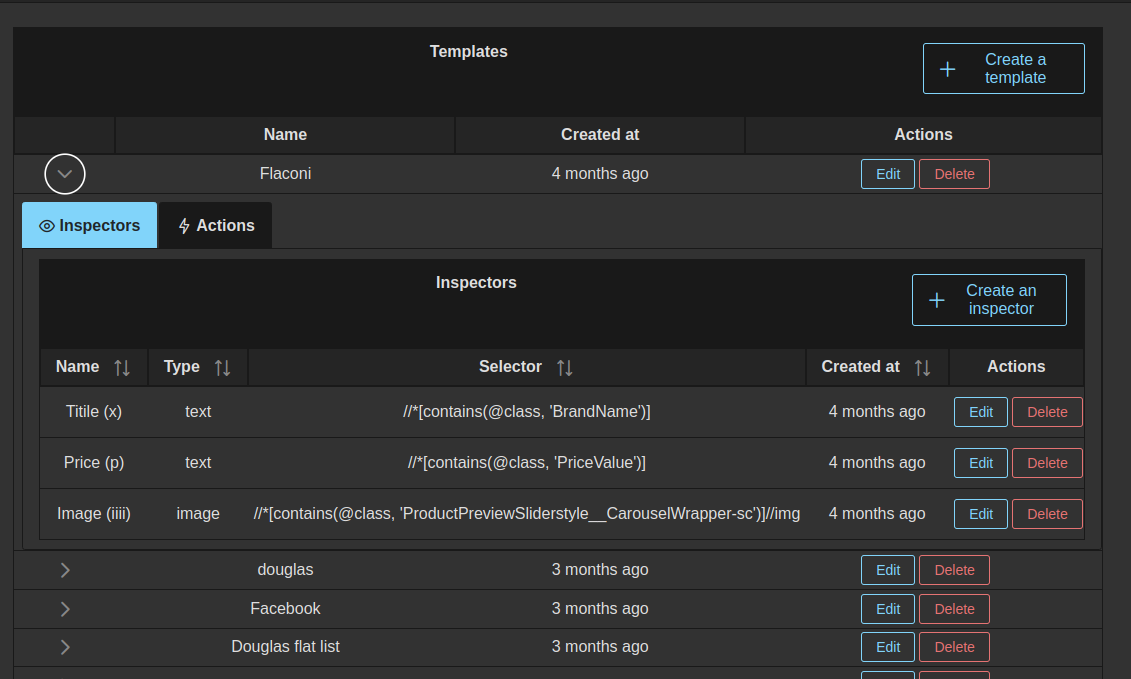 Templates
Create a
template
Name Created at Actions
Flaconi 4 months ago Edit Delete
Inspectors Actions
Inspectors
Create an
inspector
Name Type Selector Created at Actions
Titile (x) text //*[contains(@class, 'BrandName')] 4 months ago Edit Delete
Price (p) text //*[contains(@class, 'PriceValue')] 4 months ago Edit Delete
Image (iiii) image //*[contains(@class, 'ProductPreviewSliderstyle__CarouselWrapper-sc')]//img 4 months ago Edit Delete
douglas 3 months ago Edit Delete
Facebook 3 months ago Edit Delete
Douglas flat list 3 months ago Edit Delete